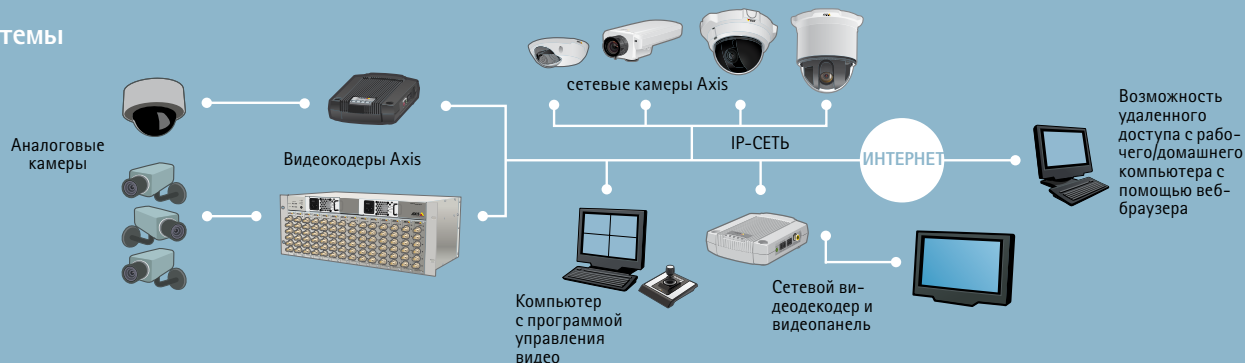 темы
Аналоговые
камеры
Видеокодеры Axis
сетевые камеры Axis
IP-СЕТЬ
ИНТЕРНЕТ
Возможность
удаленного
доступа с рабо-
чего/домашнего
компьютера с
помощью веб-
браузера
Компьютер
с программой
управления
видео
Сетевой ви-
деодекодер и
видеопанель